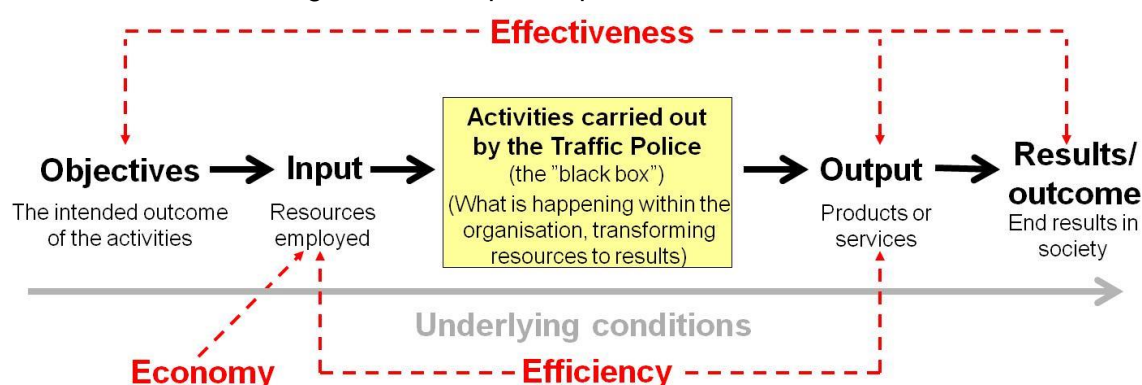 Effectiveness
Activities carried out
by the Traffic Police
(the "black box")
(What is happening within the
organisation, transforming
resources to results)
Objectives
The intended outcome
of the activities
Input
Resources
employed
Output
Products or
services
Results/
outcome
End results in
society
Underlying conditions
Economy
Efficiency